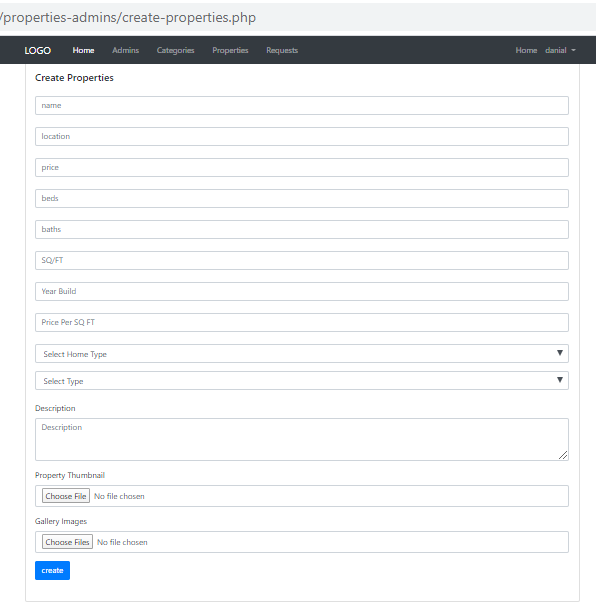 /properties-admins/create-properties.php
LOGO Home Admins Categories Properties Requests Home danial
Create Properties
name
location
price
beds
baths
SQ/FT
Year Build
Price Per SQ FT
Select Home Type
Select Type
Description
Description
Property Thumbnail
Choose File No file chosen
Gallery Images
Choose Files No file chosen
create